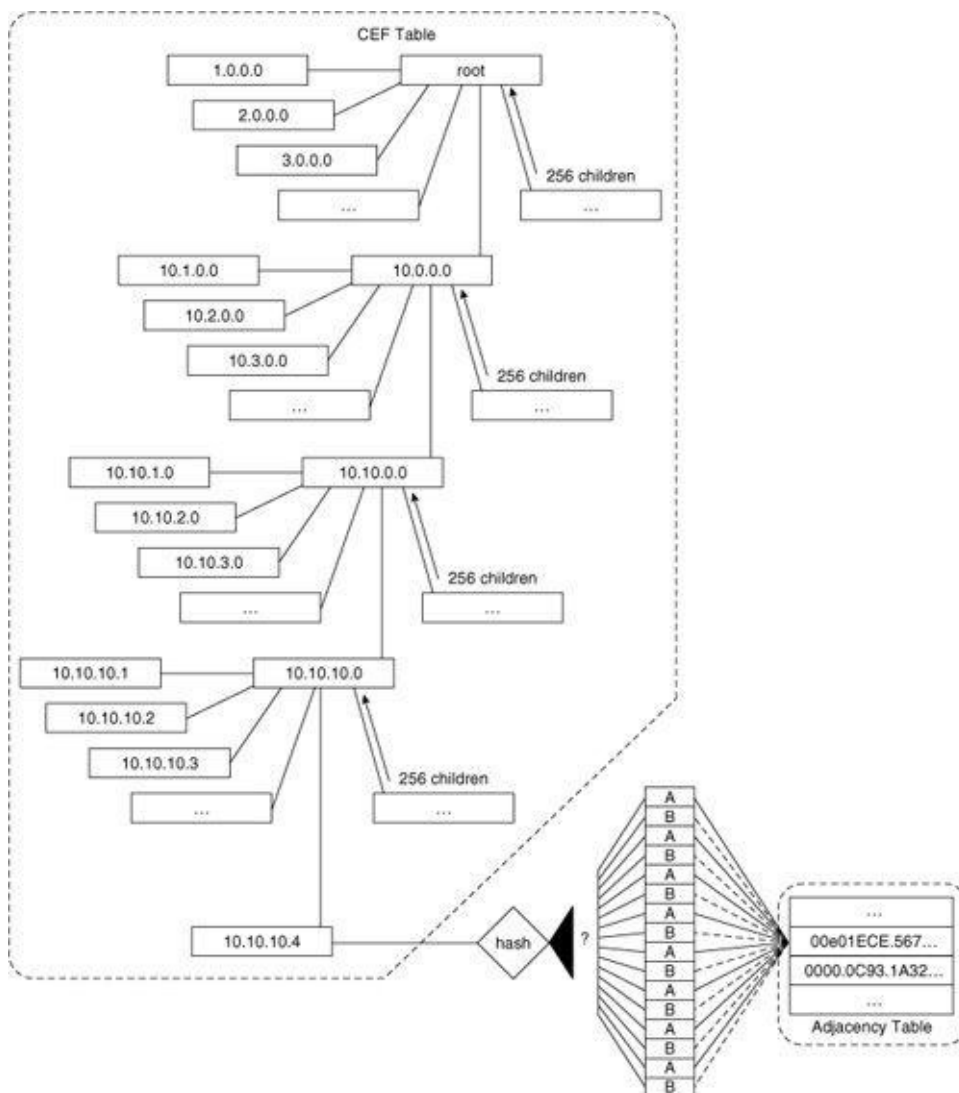 CEF Table
1.0.0.0
root
2.0.0.0
3.0.0.0
256 children
...
...
10.1.0.0
10.0.0.0
10.2.0.0
10.3.0.0
256 children
...
...
10.10.1.0
10.10.0.0
10.10.2.0
10.10.3.0
256 children
...
...
10.10.10.1
10.10.10.0
10.10.10.2
10.10.10.3
256 children
...
...
10.10.10.4
hash
?
A
B
A
B
A
B
A
B
A
B
A
B
A
B
A
B
...
00e01ECE.567...
0000.0C93.1A32...
...
Adjacency Table